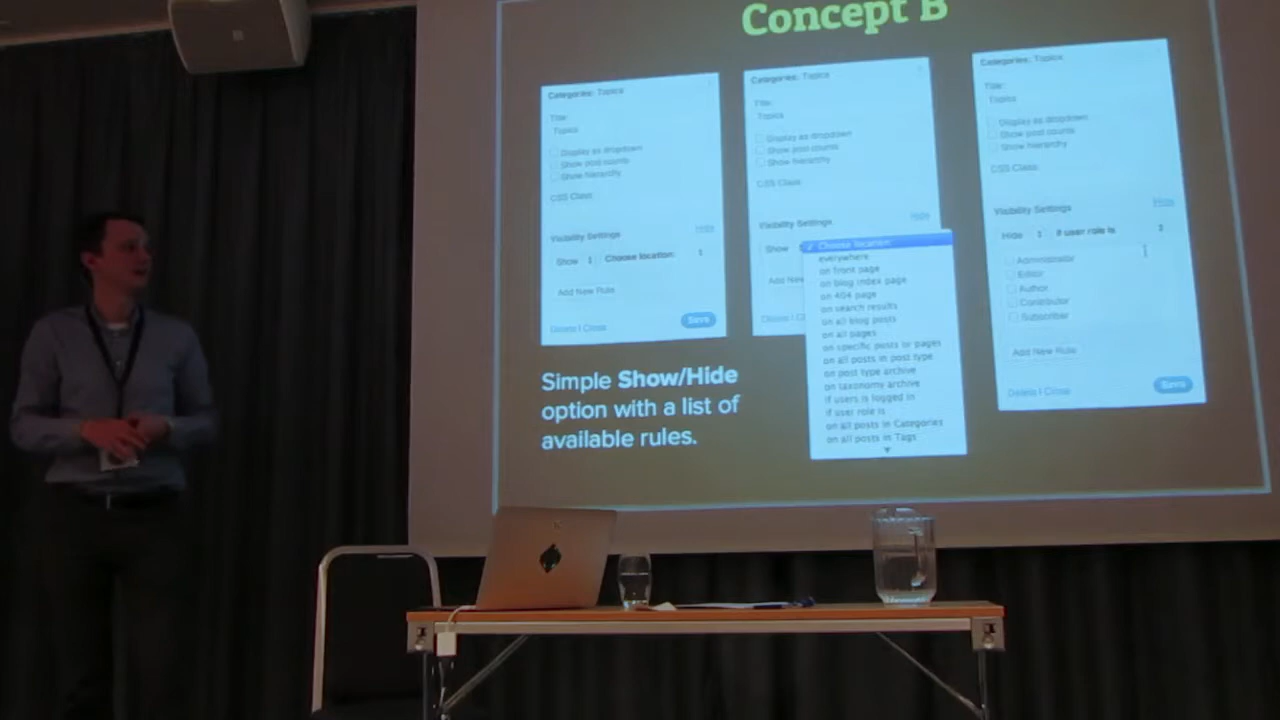 Concept B
Categories: Topics
Title:
Topics
Display as dropdown
Show post counts
Show hierarchy
CSS Class:
Hide
Visibility Settings
Show
Choose location:
Add New Rule
Delete | Close
Save
Categories: Topics
Title:
Topics
Display as dropdown
Show post counts
Show hierarchy
CSS Class:
Hide
Visibility Settings
Show
Choose location:
everywhere
on front page
on blog index page
on 404 page
on search results
on all blog posts
on all pages
on specific posts or pages
on all posts in post type
on post type archive
on taxonomy archive
if users is logged in
if user role is
on all posts in Categories
on all posts in Tags
Add New
Categories: Topics
Title:
Topics
Display as dropdown
Show post counts
Show hierarchy
CSS Class:
Hide
Visibility Settings
Hide
if user role is
Administrator
Editor
Author
Contributor
Subscriber
Add New Rule
Delete | Close
Save
Simple Show/Hide
option with a list of
available rules.